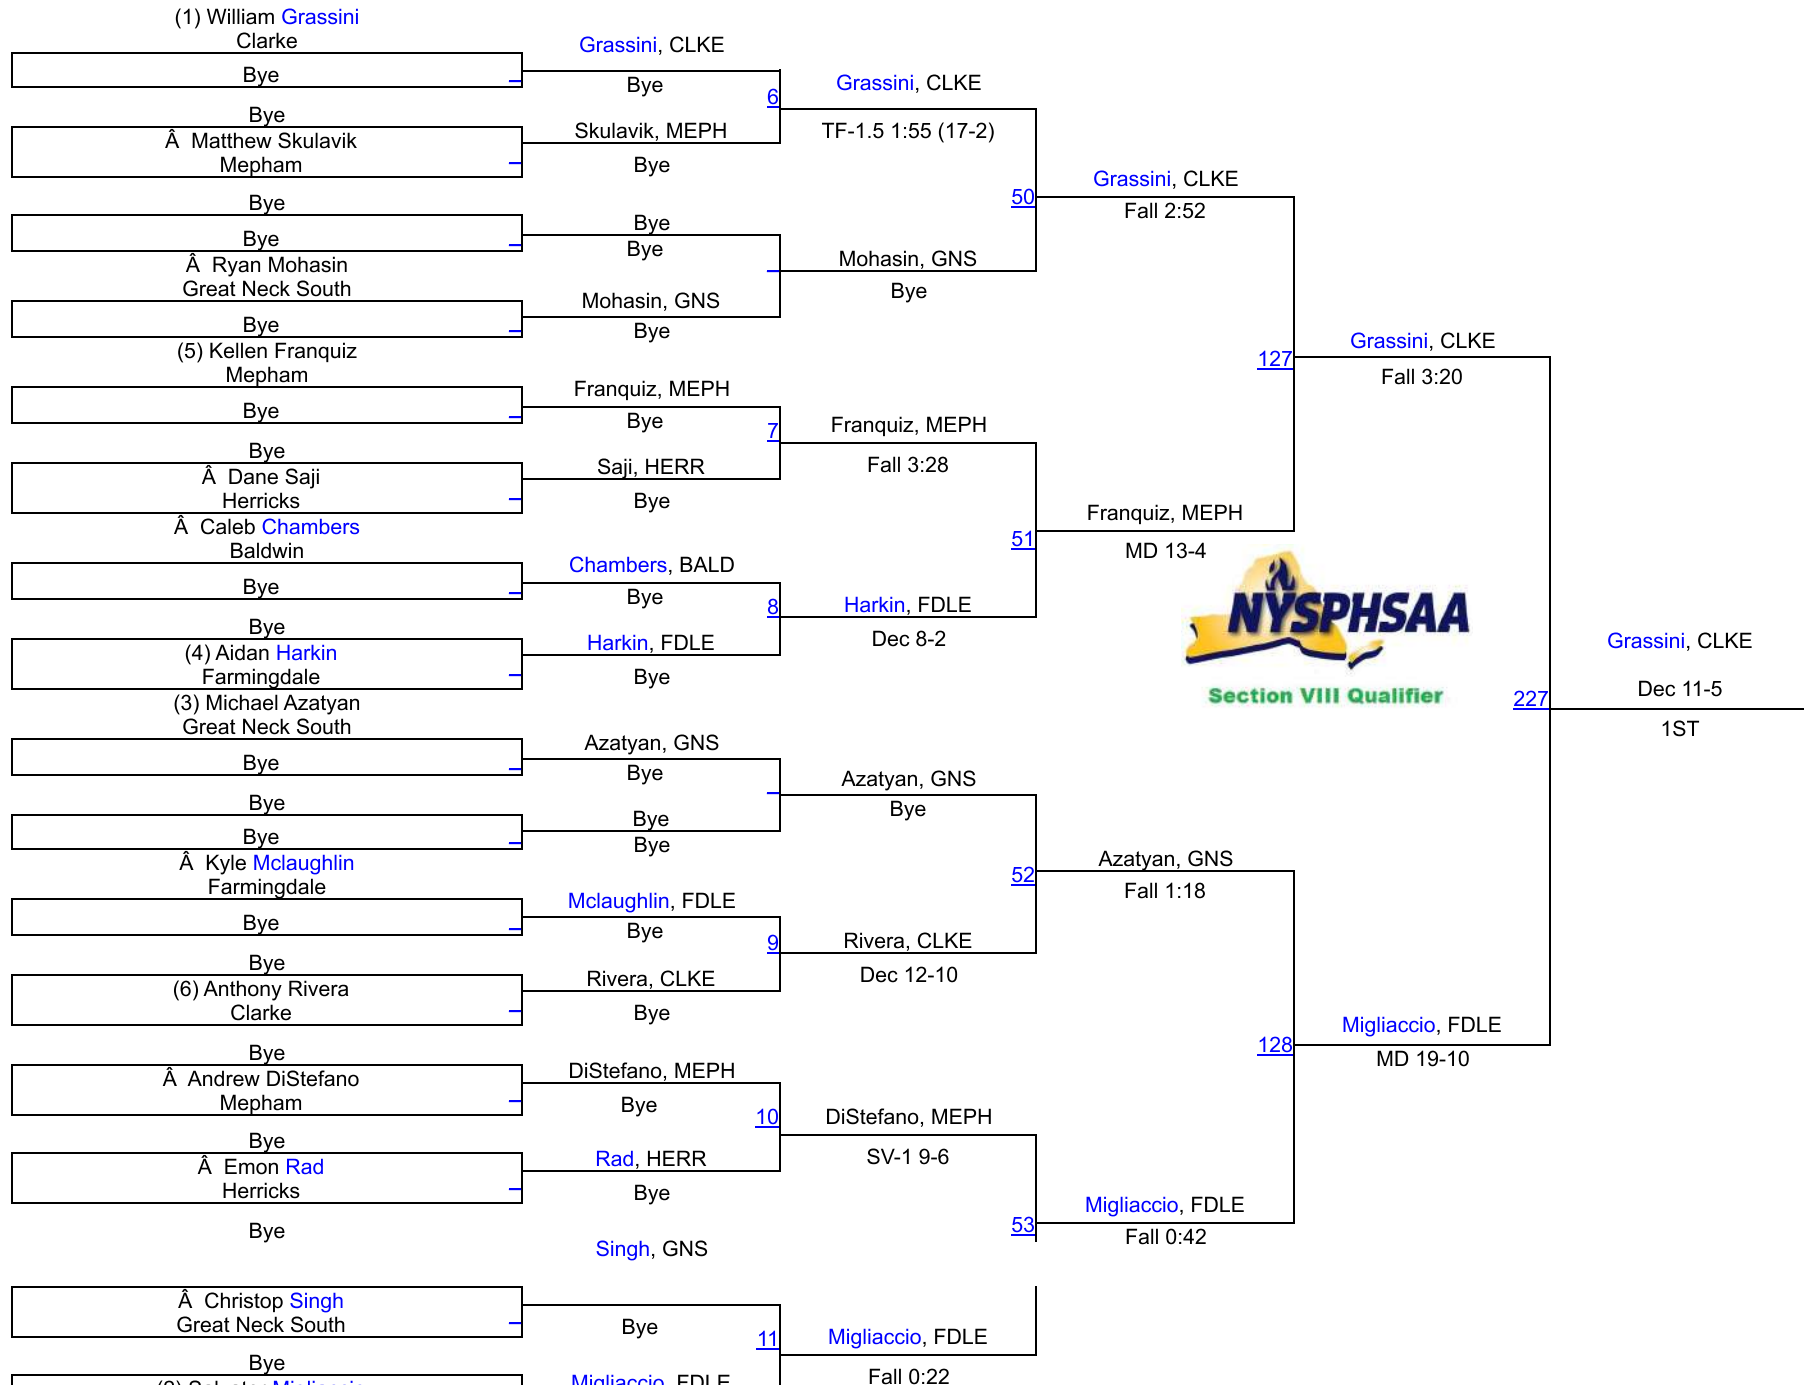 (1) William Grassini
Clarke
Bye
Bye
Â Matthew Skulavik
Mepham
Bye
Bye
Â Ryan Mohasin
Great Neck South
Bye
(5) Kellen Franquiz
Mepham
Bye
Bye
Â Dane Saji
Herricks
Â Caleb Chambers
Baldwin
Bye
Bye
(4) Aidan Harkin
Farmingdale
(3) Michael Azatyan
Great Neck South
Bye
Bye
Bye
Â Kyle Mclaughlin
Farmingdale
Bye
Bye
(6) Anthony Rivera
Clarke
Bye
Â Andrew DiStefano
Mepham
Bye
Â Emon Rad
Herricks
Bye
Â Christop Singh
Great Neck South
Bye
Grassini, CLKE
Bye
6
Skulavik, MEPH
Bye
Bye
Bye
Mohasin, GNS
Bye
Franquiz, MEPH
Bye
7
Saji, HERR
Bye
Chambers, BALD
Bye
8
Harkin, FDLE
Bye
Azatyan, GNS
Bye
Bye
Bye
Mclaughlin, FDLE
Bye
9
Rivera, CLKE
Bye
DiStefano, MEPH
Bye
10
Rad, HERR
Bye
Singh, GNS
Bye
11
Migliaccio, FDLE
Grassini, CLKE
TF-1.5 1:55 (17-2)
50
Mohasin, GNS
Bye
Franquiz, MEPH
Fall 3:28
51
Harkin, FDLE
Dec 8-2
Azatyan, GNS
Bye
52
Rivera, CLKE
Dec 12-10
DiStefano, MEPH
SV-1 9-6
53
Migliaccio, FDLE
Fall 0:22
Grassini, CLKE
Fall 2:52
127
Franquiz, MEPH
MD 13-4
NYSPHSAA
Section VIII Qualifier
Azatyan, GNS
Fall 1:18
128
Migliaccio, FDLE
Fall 0:42
Grassini, CLKE
Fall 3:20
227
Migliaccio, FDLE
MD 19-10
Grassini, CLKE
Dec 11-5
1ST